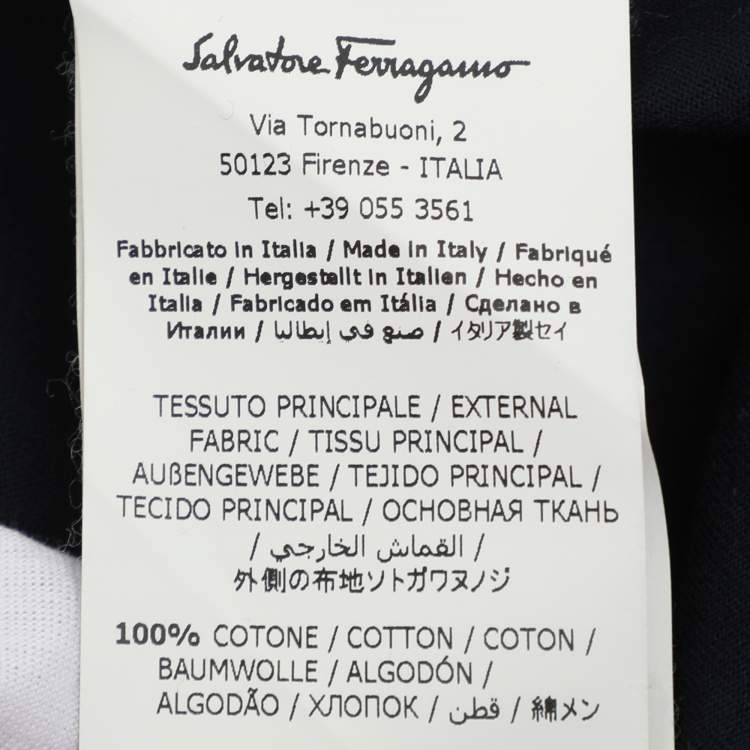 Salvatore Ferragamo
Via Tornabuoni, 2
50123 Firenze - ITALIA
Tel: +39 055 3561
Fabbricato in Italia / Made in Italy / Fabriqué
en Italie / Hergestellt in Italien / Hecho en
Italia / Fabricado em Itália / Сделано в
Италии / صنع في إيطاليا / イタリア製セイ
TESSUTO PRINCIPALE / EXTERNAL
FABRIC / TISSU PRINCIPAL /
AUßENGEWEBE / TEJIDO PRINCIPAL /
TECIDO PRINCIPAL / ОСНОВНАЯ ТКАНЬ
/ القماش الخارجي /
外側の布地ソトガワヌノジ
100% COTONE / COTTON / COTON /
BAUMWOLLE / ALGODÓN /
ALGODÃO / ХЛОПОК / قطن / 綿メン